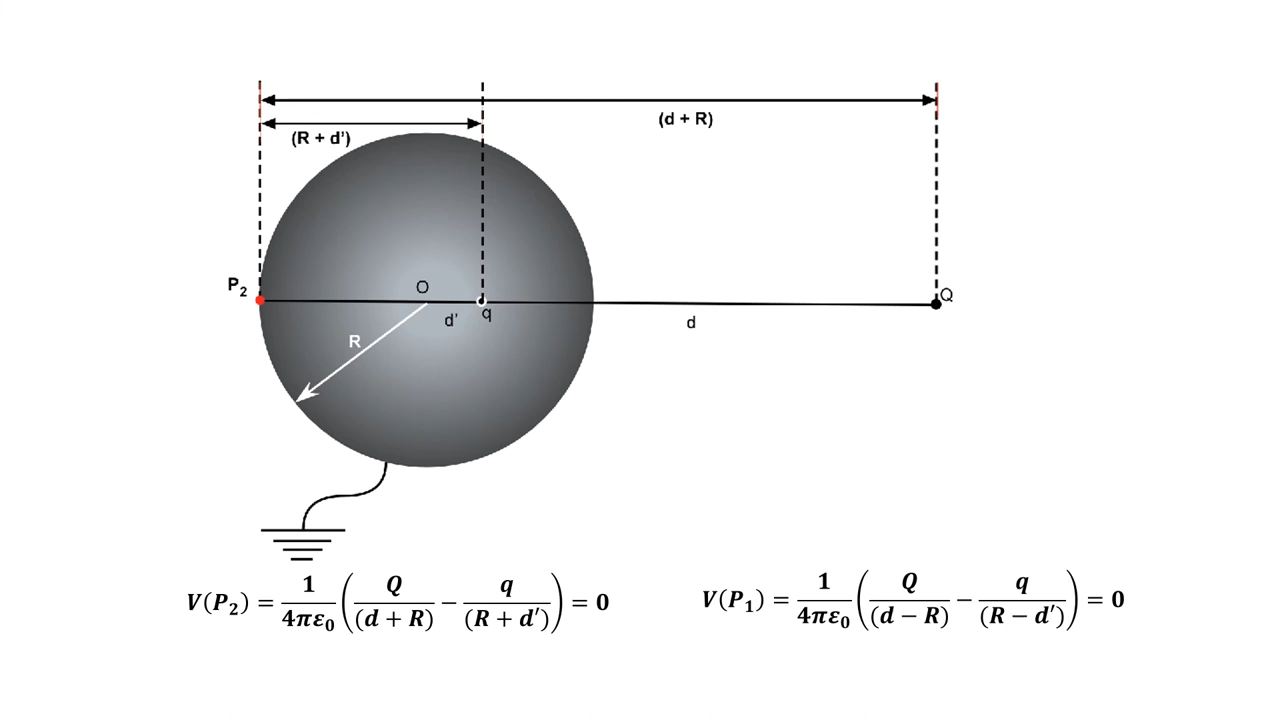 (R + d')
(d + R)
P₂
O
Q
d'
q
d
R
V(P₂) = 1/4πε₀ (Q/(d + R) − q/(R + d′)) = 0
V(P₁) = 1/4πε₀ (Q/(d − R) − q/(R − d′)) = 0